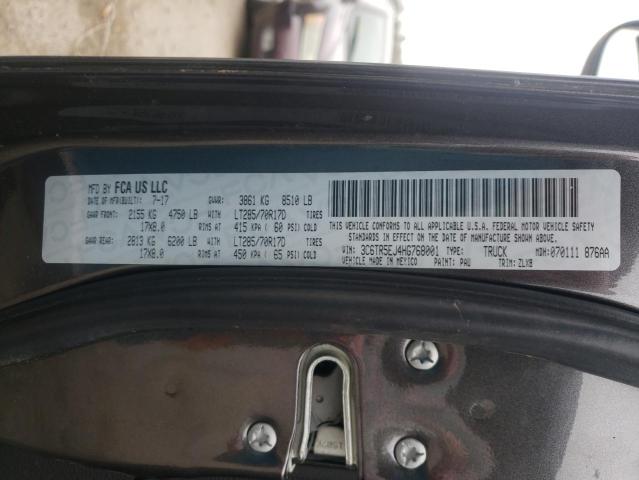 MFD BY FCA US LLC
DATE OF MFR(BUILT): 7-17 GVWR: 3861 KG 8510 LB
GAWR FRONT: 2155 KG 4750 LB WITH LT285/70R17D TIRES
17X8.0 RIMS AT 415 KPA ( 60 PSI) COLD
GAWR REAR: 2813 KG 6200 LB WITH LT285/70R17D TIRES
17X8.0 RIMS AT 450 KPA ( 65 PSI) COLD
THIS VEHICLE CONFORMS TO ALL APPLICABLE U.S.A. FEDERAL MOTOR
VEHICLE SAFETY STANDARDS IN EFFECT ON THE DATE
OF MANUFACTURE SHOWN ABOVE.
VIN: 3C6TR5EJ4HG768001 TYPE: TRUCK MDH: 070111 876AA
VEHICLE MADE IN MEXICO PAINT: PAU TRIM: ZLX8